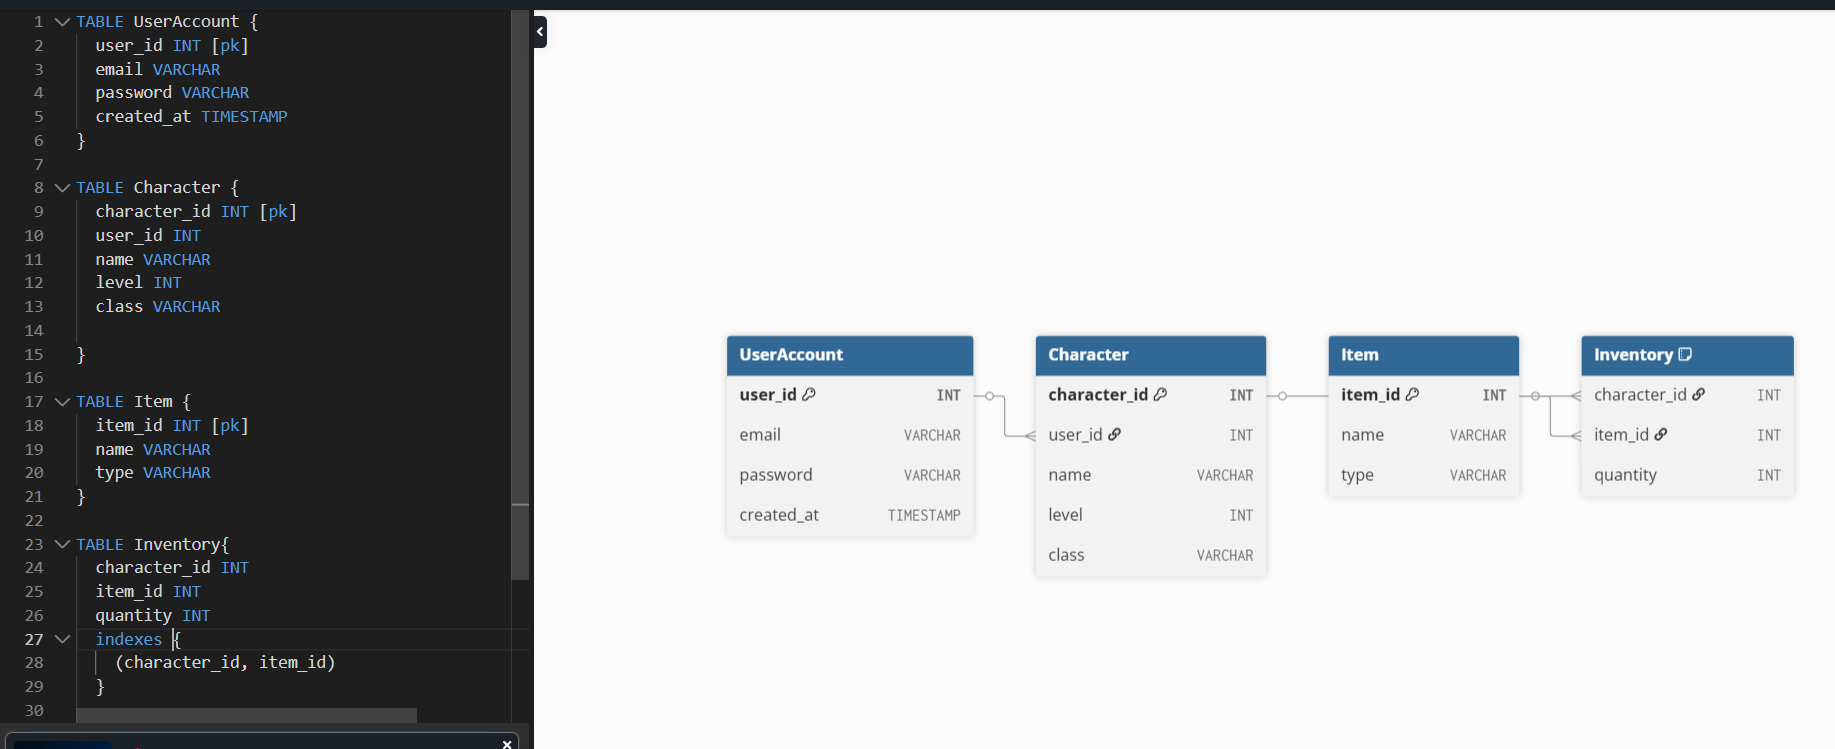 1 TABLE UserAccount {
2 user_id INT [pk]
3 email VARCHAR
4 password VARCHAR
5 created_at TIMESTAMP
6 }
7
8 TABLE Character {
9 character_id INT [pk]
10 user_id INT
11 name VARCHAR
12 level INT
13 class VARCHAR
14
15 }
16
17 TABLE Item {
18 item_id INT [pk]
19 name VARCHAR
20 type VARCHAR
21 }
22
23 TABLE Inventory{
24 character_id INT
25 item_id INT
26 quantity INT
27 indexes {
28 (character_id, item_id)
29 }
30
UserAccount
user_id INT
email VARCHAR
password VARCHAR
created_at TIMESTAMP
Character
character_id INT
user_id INT
name VARCHAR
level INT
class VARCHAR
Item
item_id INT
name VARCHAR
type VARCHAR
Inventory
character_id INT
item_id INT
quantity INT